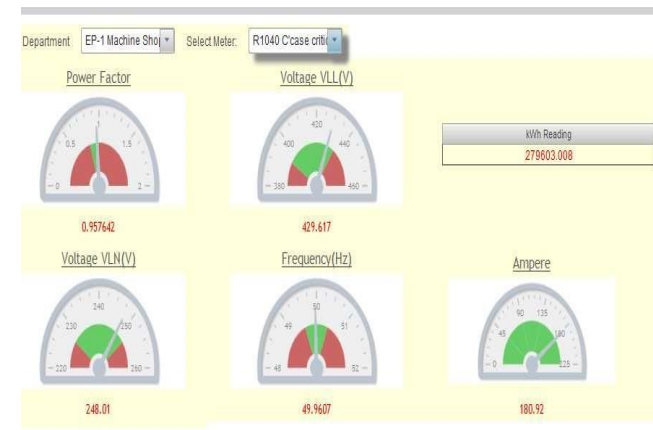 Department EP-1 Machine Shop Select Meter: R1040 C'case critic
Power Factor
0 0.5 1 1.5 2
0.957642
Voltage VLL(V)
380 400 420 440 460
429.617
kWh Reading
279603.008
Voltage VLN(V)
220 230 240 250 260
248.01
Frequency(Hz)
48 49 50 51 52
49.9607
Ampere
0 45 90 135 180 225
180.92